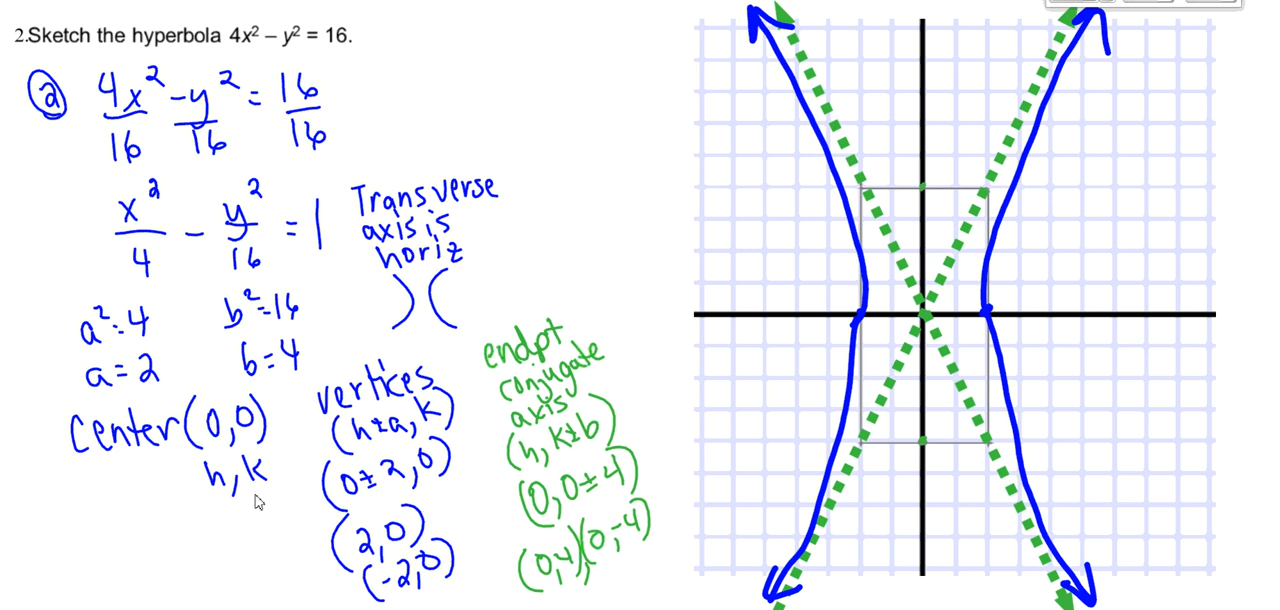 2.Sketch the hyperbola 4x² – y² = 16.
② 4x²/16 - y²/16 = 16/16
x²/4 - y²/16 = 1
Transverse
axis is
horiz
a²=4 b²=16
a=2 b=4
Center (0,0)
h,k
vertices
(h±a, k)
(0±2, 0)
(2,0)
(-2,0)
endpt
conjugate
axis
(h, k±b)
(0, 0±4)
(0,4),(0,-4)